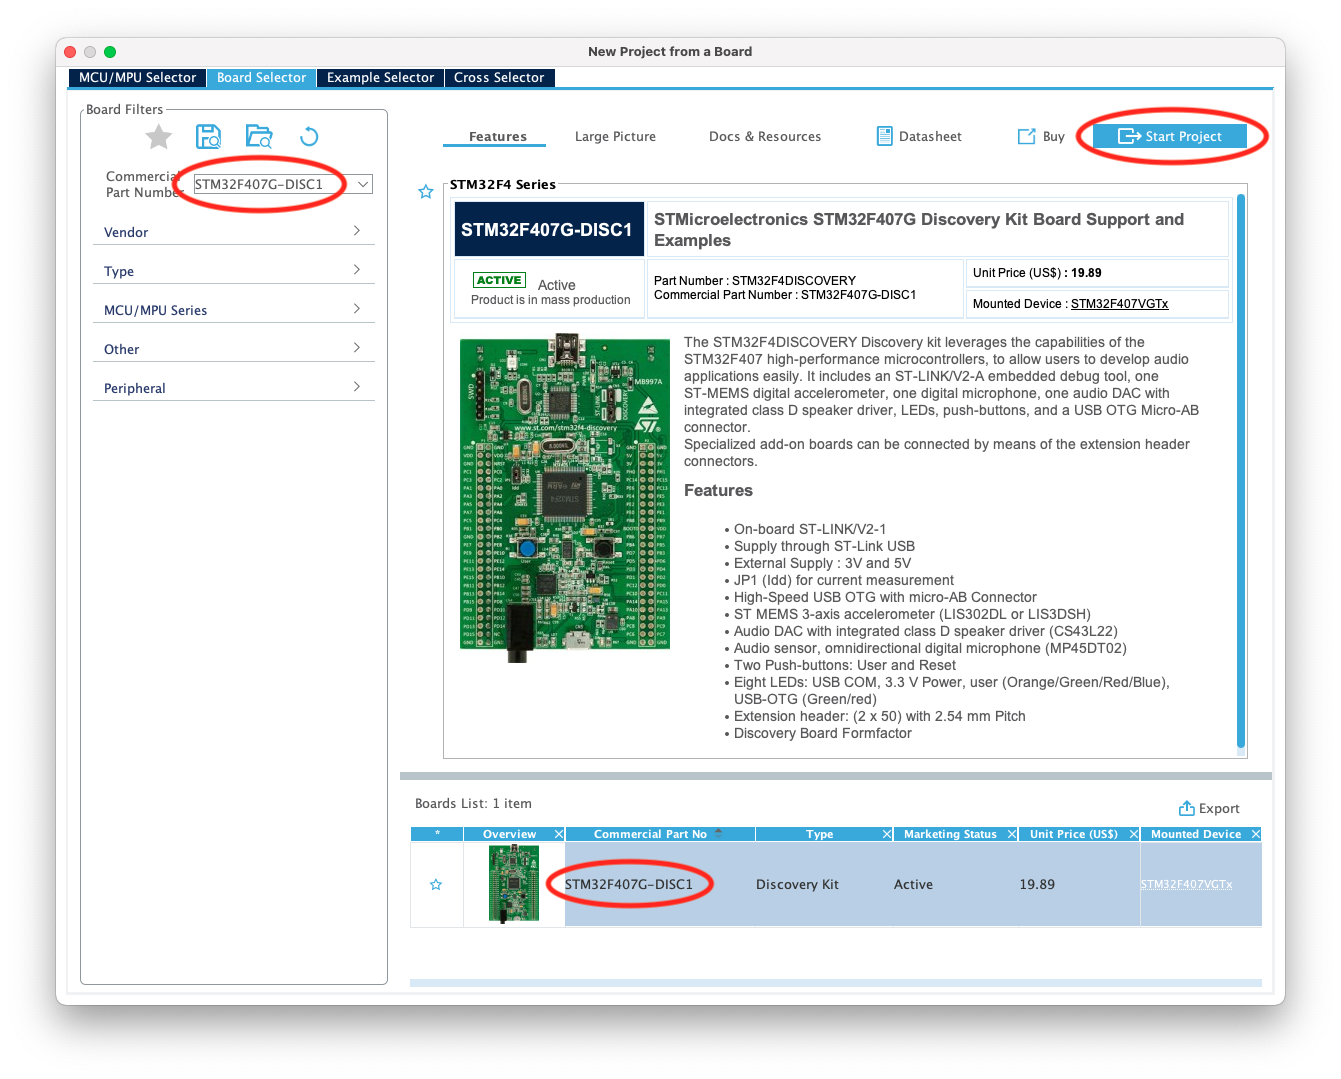 New Project from a Board
MCU/MPU Selector
Board Selector
Example Selector
Cross Selector
Board Filters
Commercial
Part Number
STM32F407G-DISC1
Vendor
Type
MCU/MPU Series
Other
Peripheral
Features
Large Picture
Docs & Resources
Datasheet
Buy
Start Project
STM32F4 Series
STM32F407G-DISC1
STMicroelectronics STM32F407G Discovery Kit Board Support and
Examples
ACTIVE
Active
Product is in mass production
Part Number : STM32F4DISCOVERY
Commercial Part Number : STM32F407G-DISC1
Unit Price (US$) : 19.89
Mounted Device : STM32F407VGTx
SWD
MB997A
ST-LINK
DISCOVERY
www.st.com/stm32f4-discovery
STM32F4
User
Reset
The STM32F4DISCOVERY Discovery kit leverages the capabilities of the
STM32F407 high-performance microcontrollers, to allow users to develop audio
applications easily. It includes an ST-LINK/V2-A embedded debug tool, one
ST-MEMS digital accelerometer, one digital microphone, one audio DAC with
integrated class D speaker driver, LEDs, push-buttons, and a USB OTG Micro-AB
connector.
Specialized add-on boards can be connected by means of the extension header
connectors.
Features
• On-board ST-LINK/V2-1
• Supply through ST-Link USB
• External Supply : 3V and 5V
• JP1 (Idd) for current measurement
• High-Speed USB OTG with micro-AB Connector
• ST MEMS 3-axis accelerometer (LIS302DL or LIS3DSH)
• Audio DAC with integrated class D speaker driver (CS43L22)
• Audio sensor, omnidirectional digital microphone (MP45DT02)
• Two Push-buttons: User and Reset
• Eight LEDs: USB COM, 3.3 V Power, user (Orange/Green/Red/Blue),
USB-OTG (Green/red)
• Extension header: (2 x 50) with 2.54 mm Pitch
• Discovery Board Formfactor
Boards List: 1 item
Export
* Overview Commercial Part No Type Marketing Status Unit Price (US$) Mounted Device
STM32F407G-DISC1 Discovery Kit Active 19.89 STM32F407VGTx